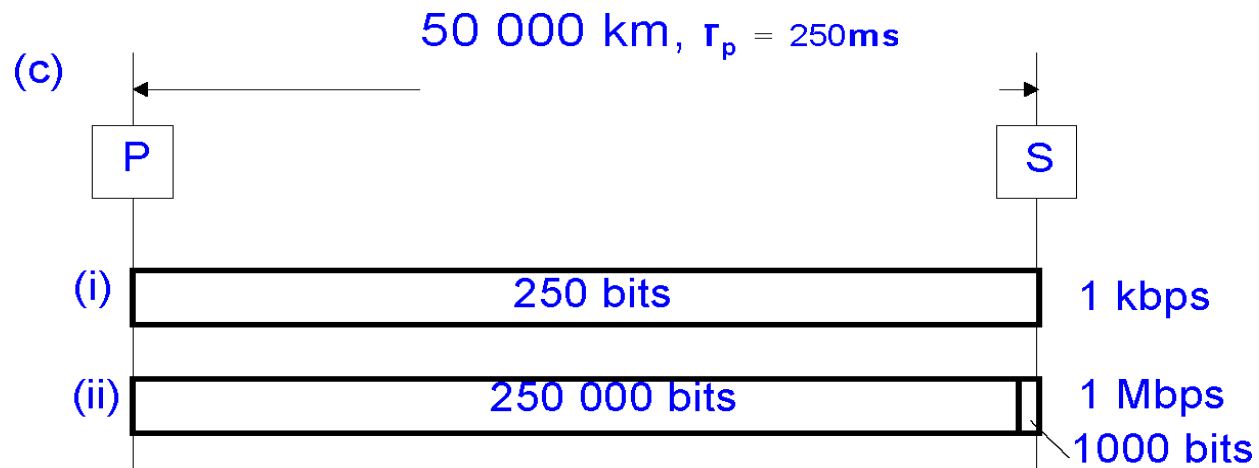 50 000 km, τp = 250ms
(c)
P
S
(i) 250 bits 1 kbps
(ii) 250 000 bits 1 Mbps
1000 bits